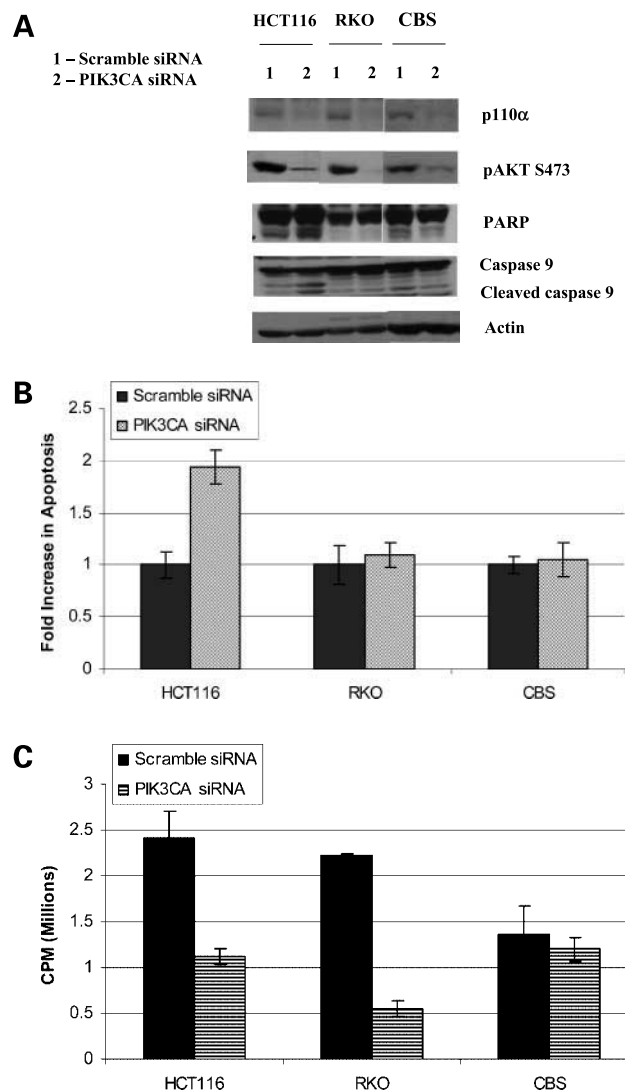 A
HCT116 RKO CBS
1 – Scramble siRNA
2 – PIK3CA siRNA
1 2 1 2 1 2
p110α
pAKT S473
PARP
Caspase 9
Cleaved caspase 9
Actin
B
Scramble siRNA
PIK3CA siRNA
Fold Increase in Apoptosis
2.5
2
1.5
1
0.5
0
HCT116 RKO CBS
C
Scramble siRNA
PIK3CA siRNA
CPM (Millions)
3
2.5
2
1.5
1
0.5
0
HCT116 RKO CBS